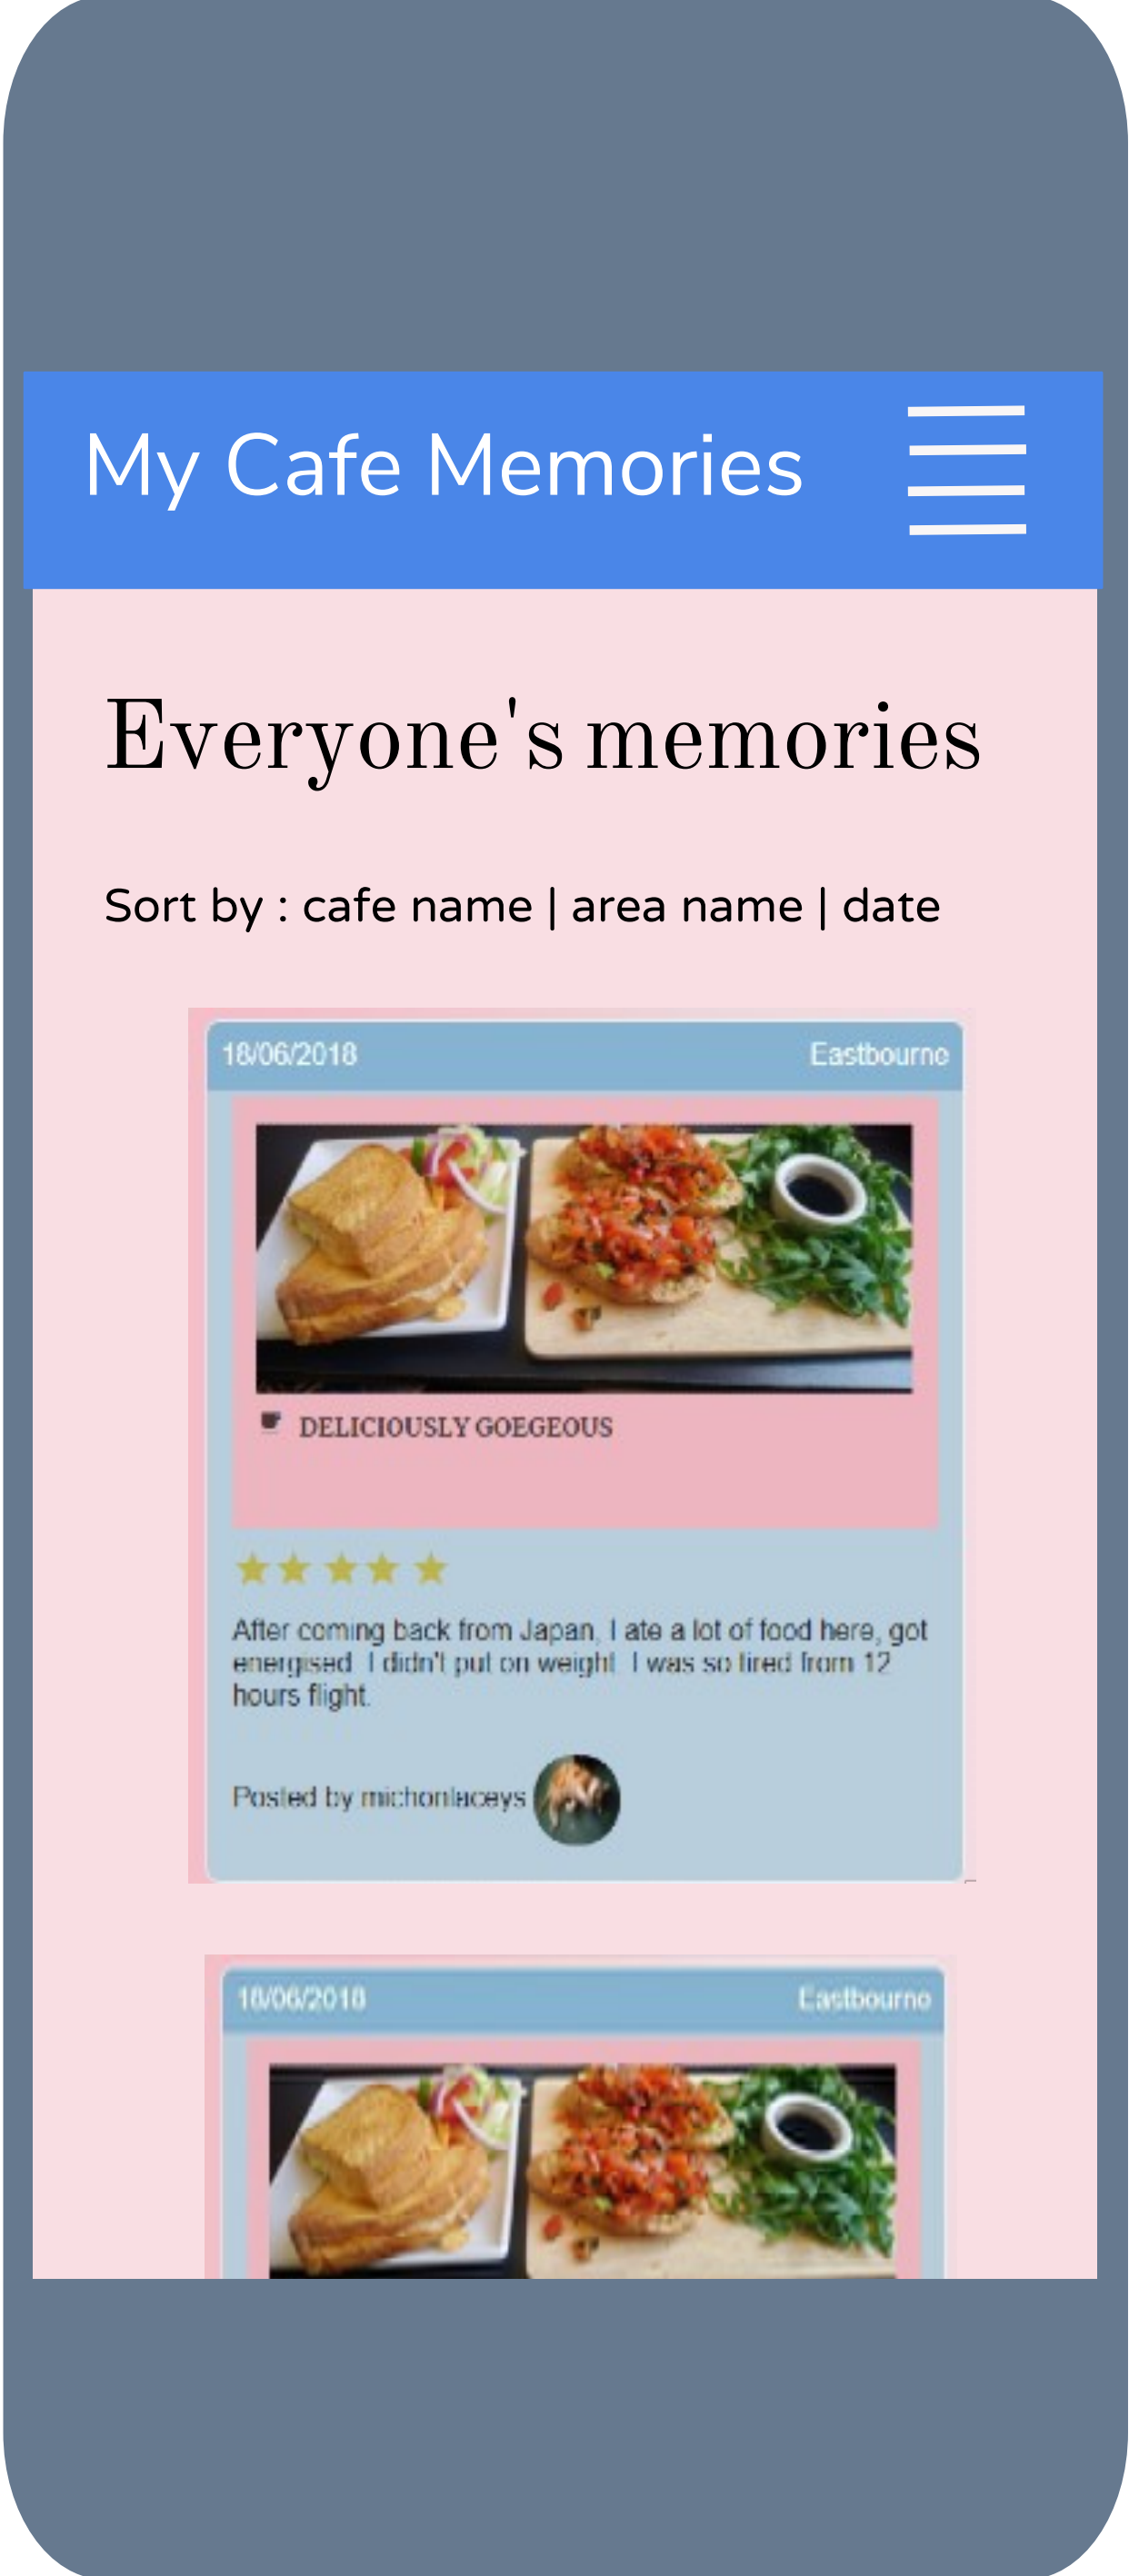 My Cafe Memories
Everyone's memories
Sort by : cafe name | area name | date
18/06/2018 Eastbourne
DELICIOUSLY GOEGEOUS
After coming back from Japan, I ate a lot of food here, got
energised. I didn't put on weight. I was so tired from 12
hours flight.
Posted by michonlaceys
18/06/2018 Eastbourne